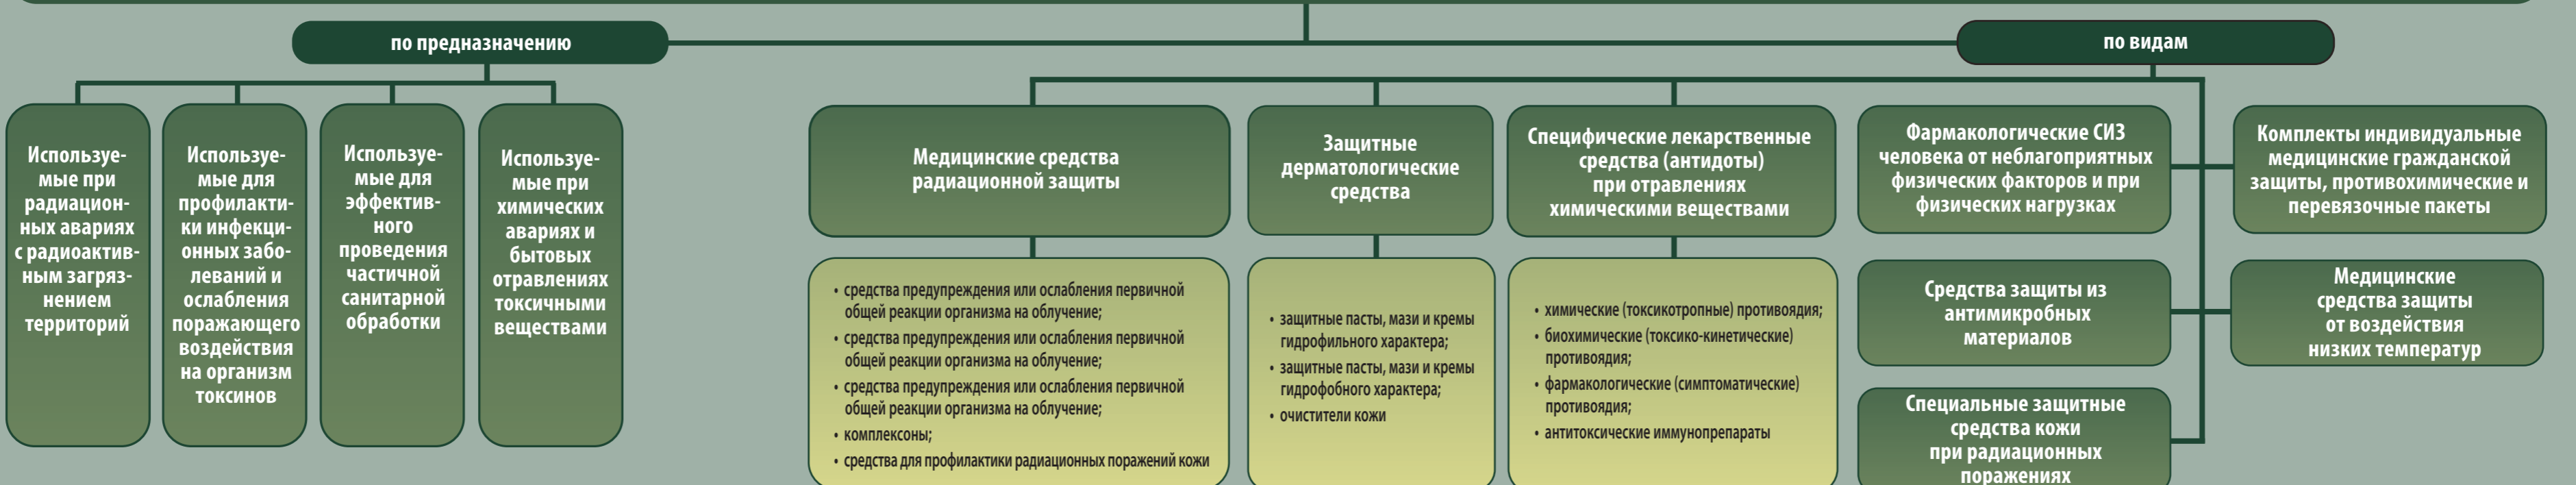 по предназначению
по видам
Используе-
мые при
радиацион-
ных авариях
с радиоактив-
ным загряз-
нением
территорий
Используе-
мые для
профилакти-
ки инфекци-
онных забо-
леваний и
ослабления
поражающего
воздействия
на организм
токсинов
Используе-
мые для
эффектив-
ного
проведения
частичной
санитарной
обработки
Используе-
мые при
химических
авариях и
бытовых
отравлениях
токсичными
веществами
Медицинские средства
радиационной защиты
• средства предупреждения или ослабления первичной
общей реакции организма на облучение;
• средства предупреждения или ослабления первичной
общей реакции организма на облучение;
• средства предупреждения или ослабления первичной
общей реакции организма на облучение;
• комплексоны;
• средства для профилактики радиационных поражений кожи
Защитные
дерматологические
средства
• защитные пасты, мази и кремы
гидрофильного характера;
• защитные пасты, мази и кремы
гидрофобного характера;
• очистители кожи
Специфические лекарственные
средства (антидоты)
при отравлениях
химическими веществами
• химические (токсикотропные) противоядия;
• биохимические (токсико-кинетические)
противоядия;
• фармакологические (симптоматические)
противоядия;
• антитоксические иммунопрепараты
Фармакологические СИЗ
человека от неблагоприятных
физических факторов и при
физических нагрузках
Комплекты индивидуальные
медицинские гражданской
защиты, противохимические и
перевязочные пакеты
Средства защиты из
антимикробных
материалов
Медицинские
средства защиты
от воздействия
низких температур
Специальные защитные
средства кожи
при радиационных
поражениях